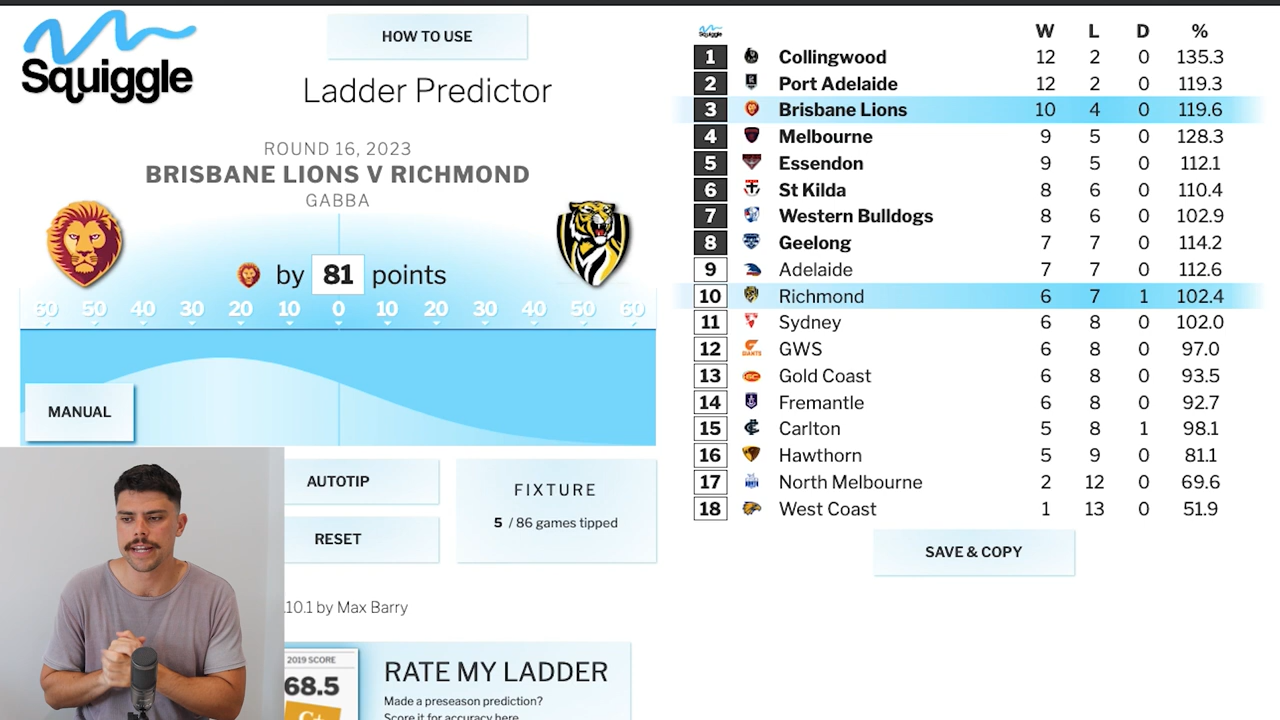 Squiggle
HOW TO USE
Ladder Predictor
ROUND 16, 2023
BRISBANE LIONS V RICHMOND
GABBA
by 81 points
60 50 40 30 20 10 0 10 20 30 40 50 60
MANUAL
AUTOTIP
RESET
FIXTURE
5 / 86 games tipped
.10.1 by Max Barry
2019 SCORE
68.5
C+
RATE MY LADDER
Made a preseason prediction?
Score it for accuracy here
Squiggle W L D %
1 Collingwood 12 2 0 135.3
2 Port Adelaide 12 2 0 119.3
3 Brisbane Lions 10 4 0 119.6
4 Melbourne 9 5 0 128.3
5 Essendon 9 5 0 112.1
6 St Kilda 8 6 0 110.4
7 Western Bulldogs 8 6 0 102.9
8 Geelong 7 7 0 114.2
9 Adelaide 7 7 0 112.6
10 Richmond 6 7 1 102.4
11 Sydney 6 8 0 102.0
12 GWS 6 8 0 97.0
13 Gold Coast 6 8 0 93.5
14 Fremantle 6 8 0 92.7
15 Carlton 5 8 1 98.1
16 Hawthorn 5 9 0 81.1
17 North Melbourne 2 12 0 69.6
18 West Coast 1 13 0 51.9
SAVE & COPY